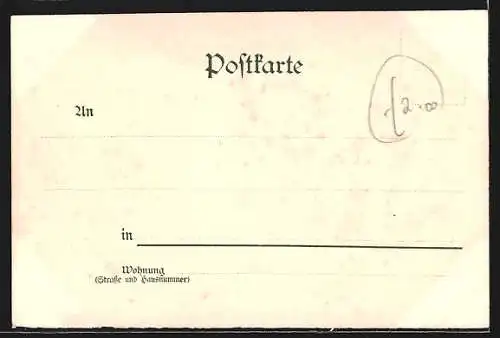 Postkarte
An
in
Wohnung
(Straße und Hausnummer)